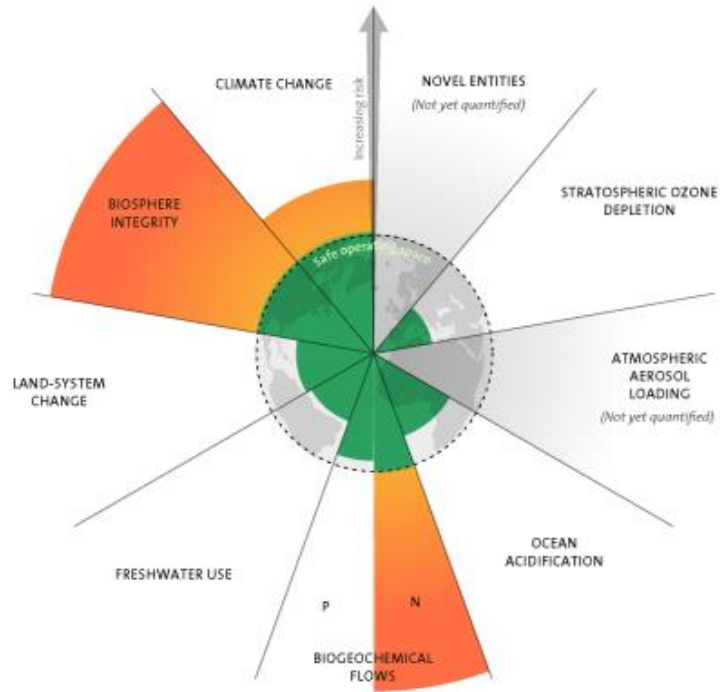 CLIMATE CHANGE
NOVEL ENTITIES
(Not yet quantified)
Increasing risk
STRATOSPHERIC OZONE
DEPLETION
BIOSPHERE
INTEGRITY
Safe operating space
ATMOSPHERIC
AEROSOL
LOADING
(Not yet quantified)
LAND-SYSTEM
CHANGE
OCEAN
ACIDIFICATION
FRESHWATER USE
P
N
BIOGEOCHEMICAL
FLOWS